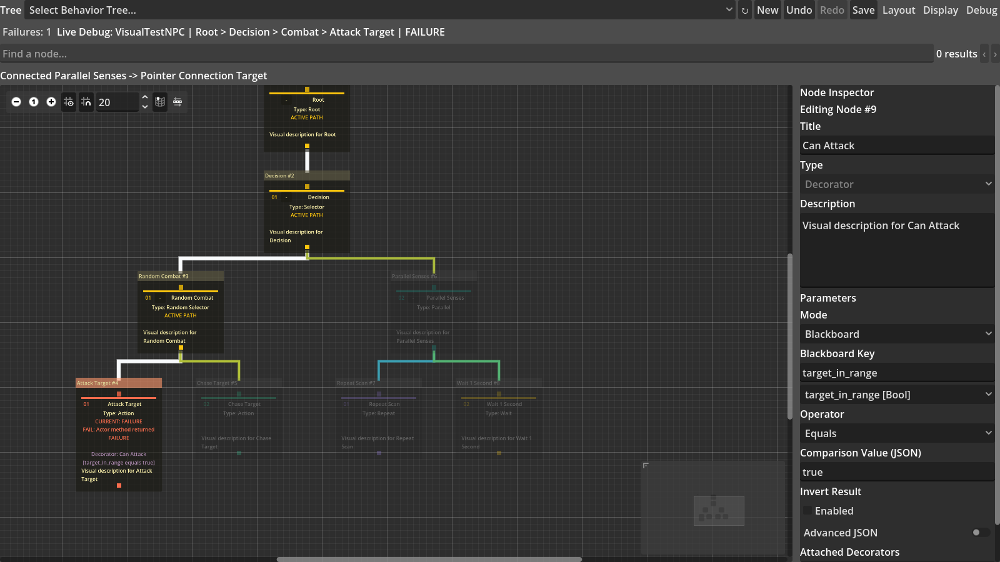 Tree Select Behavior Tree... ↻ New Undo Redo Save Layout Display Debug
Failures: 1 Live Debug: VisualTestNPC | Root > Decision > Combat > Attack Target | FAILURE
Find a node... 0 results ‹ ›
Connected Parallel Senses -> Pointer Connection Target
1 20
- Root
Type: Root
ACTIVE PATH
Visual description for Root
Decision #2
01 - Decision
Type: Selector
ACTIVE PATH
Visual description for
Decision
Random Combat #3
01 - Random Combat
Type: Random Selector
ACTIVE PATH
Visual description for
Random Combat
Parallel Senses #6
02 - Parallel Senses
Type: Parallel
Visual description for
Parallel Senses
Attack Target #4
01 Attack Target
Type: Action
CURRENT: FAILURE
FAIL: Actor method returned
FAILURE
Decorator: Can Attack
[target_in_range equals true]
Visual description for Attack
Target
Chase Target #5
02 Chase Target
Type: Action
Visual description for Chase
Target
Repeat Scan #7
01 Repeat Scan
Type: Repeat
Visual description for Repeat
Scan
Wait 1 Second #8
02 Wait 1 Second
Type: Wait
Visual description for Wait 1
Second
Node Inspector
Editing Node #9
Title
Can Attack
Type
Decorator
Description
Visual description for Can Attack
Parameters
Mode
Blackboard
Blackboard Key
target_in_range
target_in_range [Bool]
Operator
Equals
Comparison Value (JSON)
true
Invert Result
Enabled
Advanced JSON
Attached Decorators